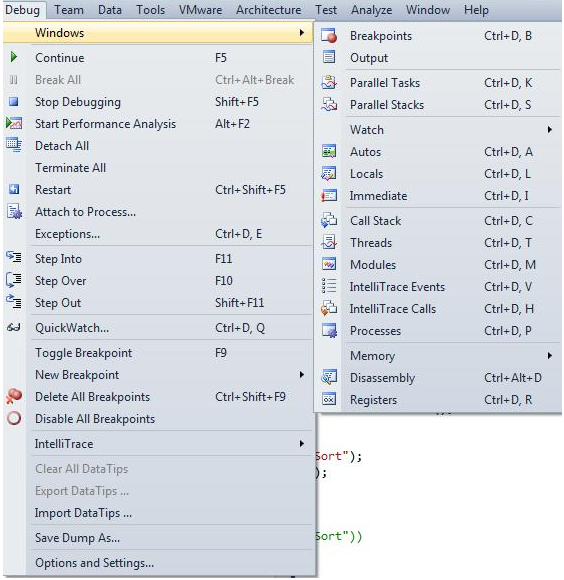 Debug Team Data Tools VMware Architecture Test Analyze Window Help
Windows
Continue F5
Break All Ctrl+Alt+Break
Stop Debugging Shift+F5
Start Performance Analysis Alt+F2
Detach All
Terminate All
Restart Ctrl+Shift+F5
Attach to Process...
Exceptions... Ctrl+D, E
Step Into F11
Step Over F10
Step Out Shift+F11
QuickWatch... Ctrl+D, Q
Toggle Breakpoint F9
New Breakpoint
Delete All Breakpoints Ctrl+Shift+F9
Disable All Breakpoints
IntelliTrace
Clear All DataTips
Export DataTips ...
Import DataTips ...
Save Dump As...
Options and Settings...
Breakpoints Ctrl+D, B
Output
Parallel Tasks Ctrl+D, K
Parallel Stacks Ctrl+D, S
Watch
Autos Ctrl+D, A
Locals Ctrl+D, L
Immediate Ctrl+D, I
Call Stack Ctrl+D, C
Threads Ctrl+D, T
Modules Ctrl+D, M
IntelliTrace Events Ctrl+D, V
IntelliTrace Calls Ctrl+D, H
Processes Ctrl+D, P
Memory
Disassembly Ctrl+Alt+D
Registers Ctrl+D, R
Sort");
);
Sort"))